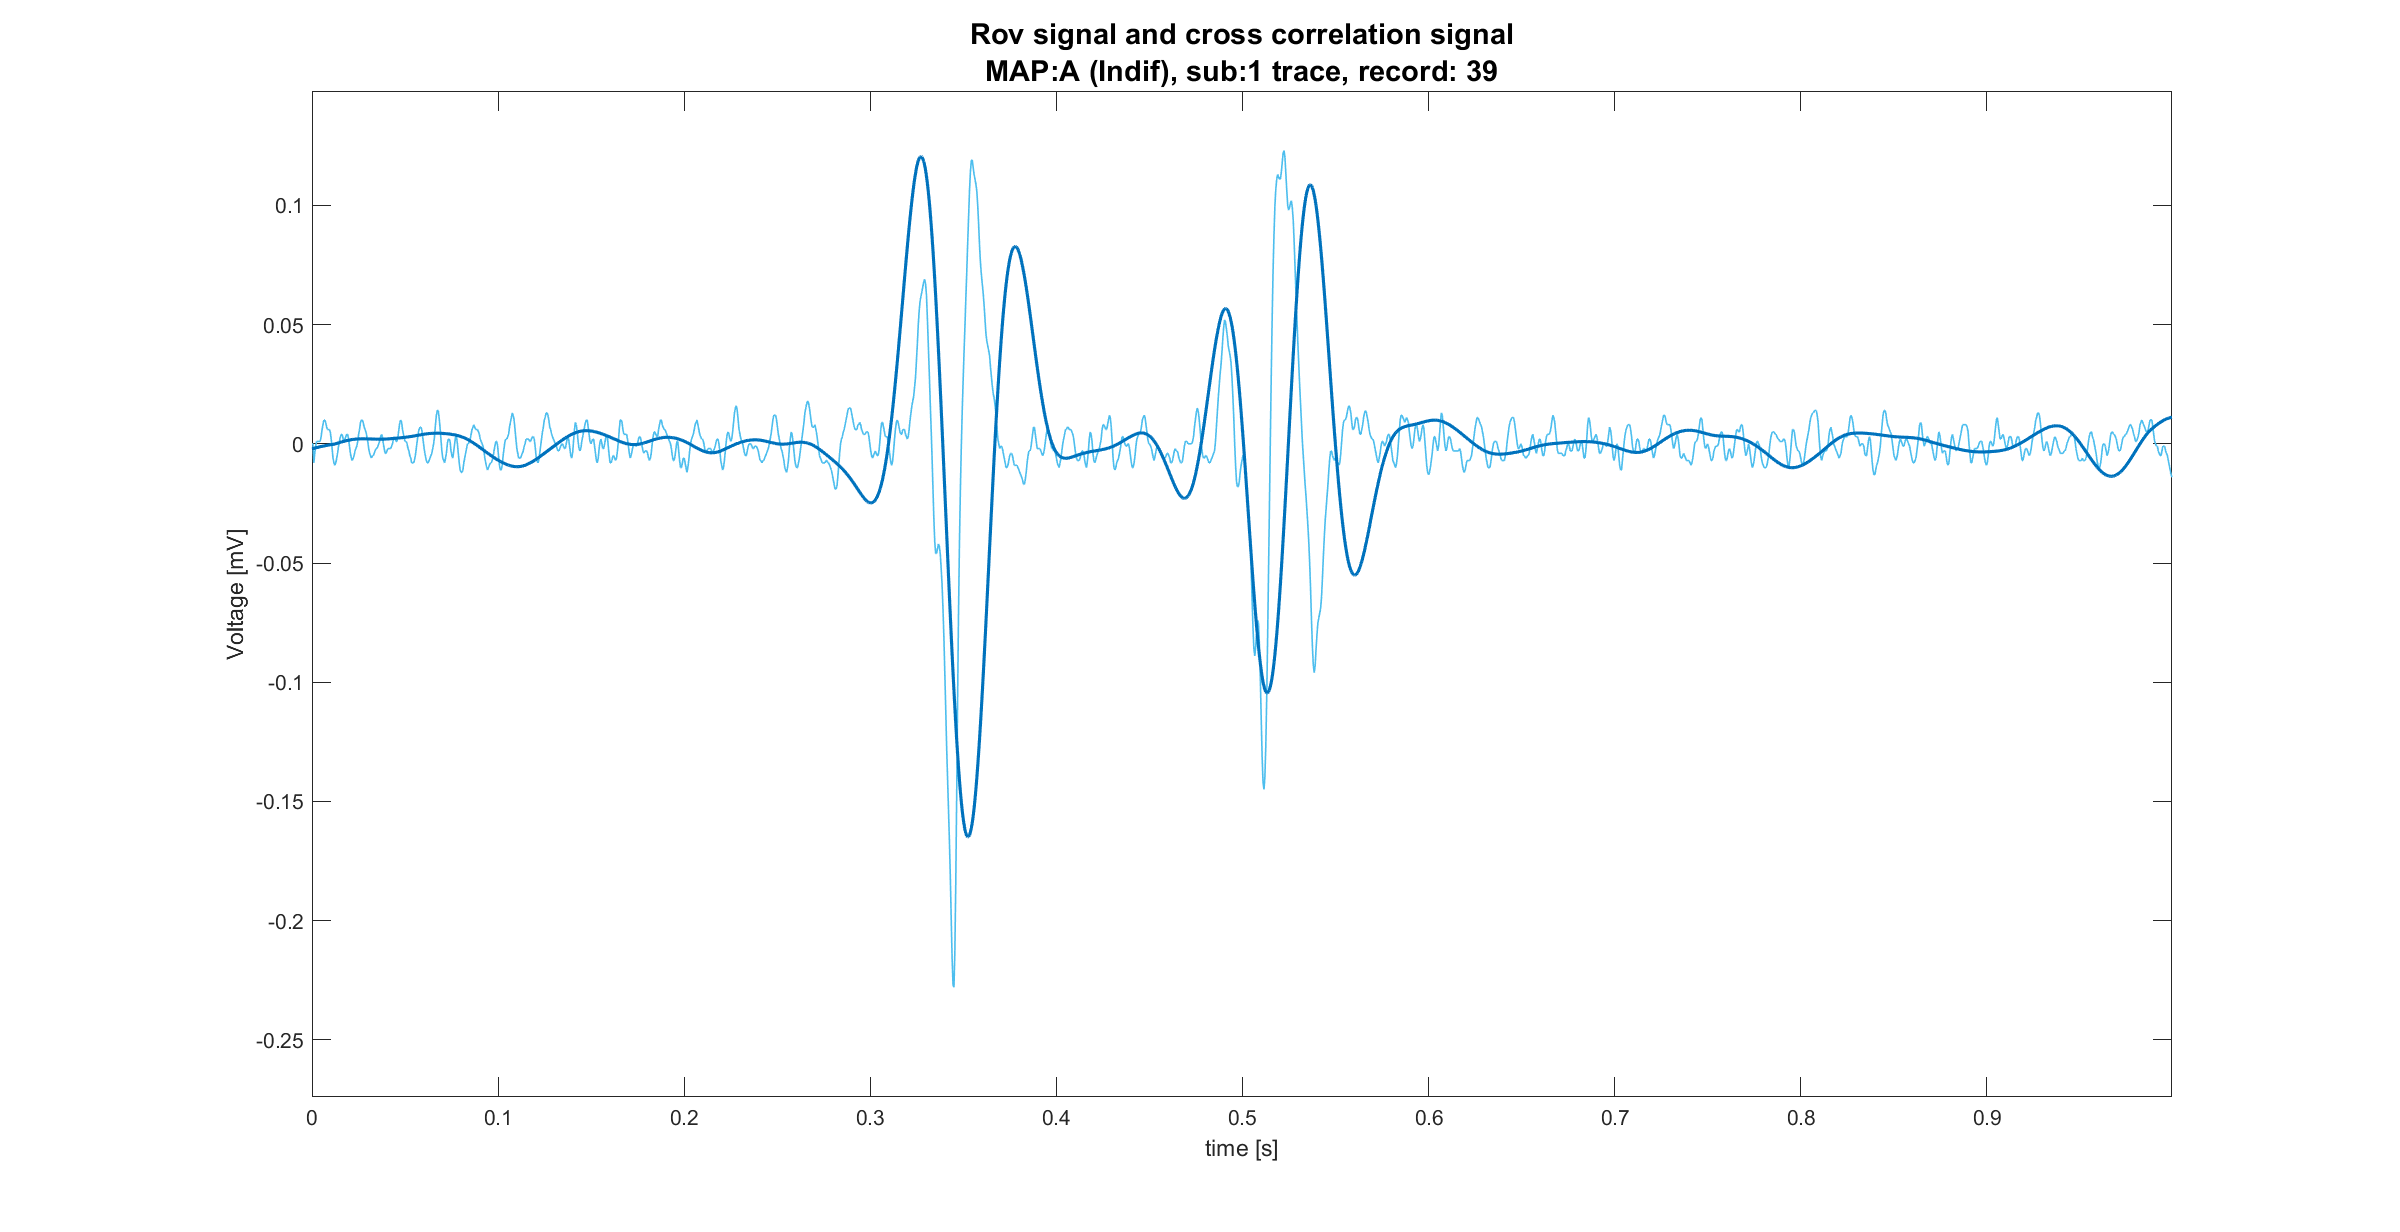 Rov signal and cross correlation signal
MAP:A (Indif), sub:1 trace, record: 39
0.1
0.05
0
-0.05
-0.1
-0.15
-0.2
-0.25
Voltage [mV]
0 0.1 0.2 0.3 0.4 0.5 0.6 0.7 0.8 0.9
time [s]